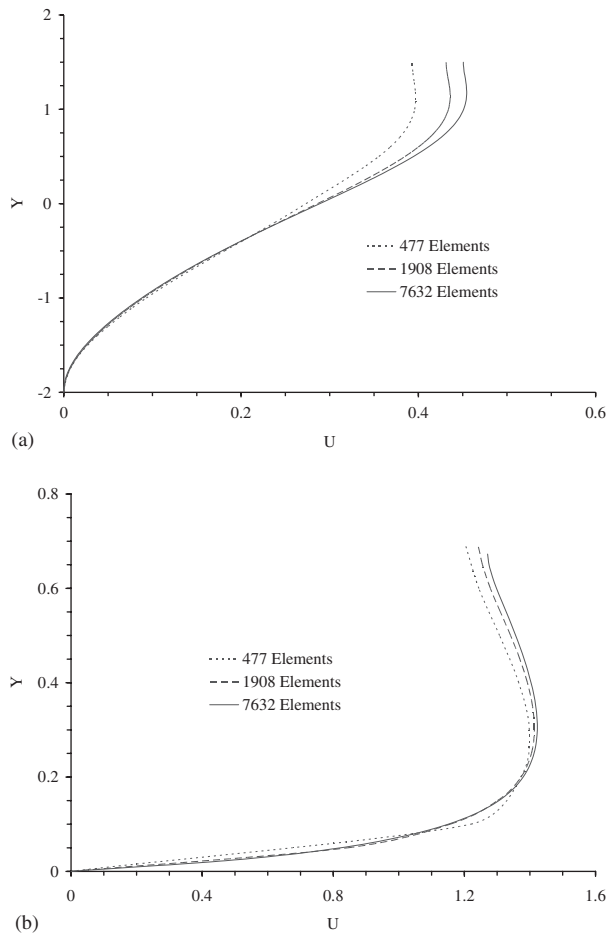 2
1
0
-1
-2
Y
477 Elements
1908 Elements
7632 Elements
0 0.2 0.4 0.6
(a)
U
0.8
0.6
0.4
0.2
0
Y
477 Elements
1908 Elements
7632 Elements
0 0.4 0.8 1.2 1.6
(b)
U